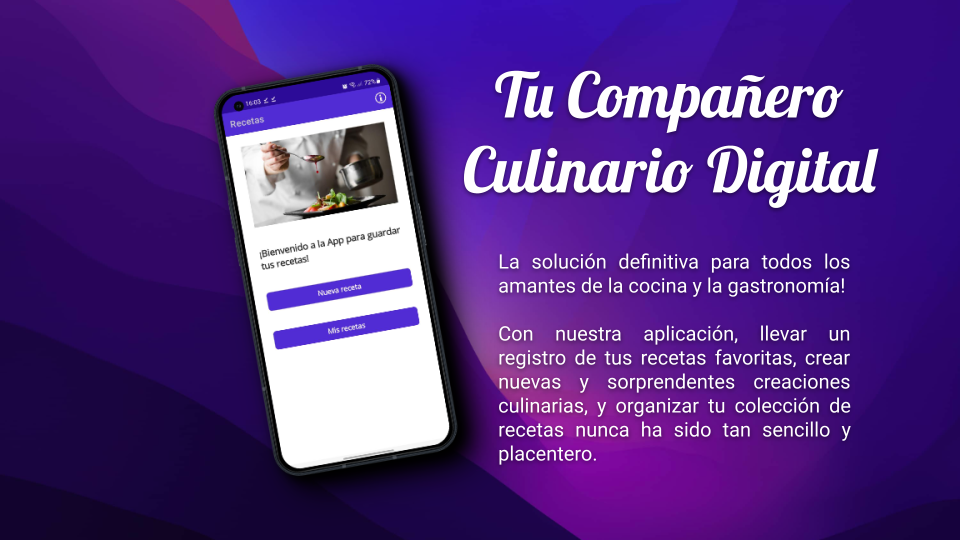 16:03
72%
Recetas
¡Bienvenido a la App para guardar
tus recetas!
Nueva receta
Mis recetas
Tu Compañero
Culinario Digital
La solución definitiva para todos los
amantes de la cocina y la gastronomía!
Con nuestra aplicación, llevar un
registro de tus recetas favoritas, crear
nuevas y sorprendentes creaciones
culinarias, y organizar tu colección de
recetas nunca ha sido tan sencillo y
placentero.